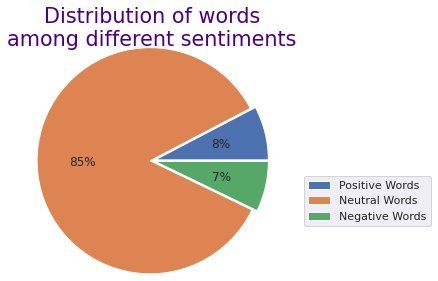 Distribution of words
among different sentiments
8%
85%
7%
Positive Words
Neutral Words
Negative Words